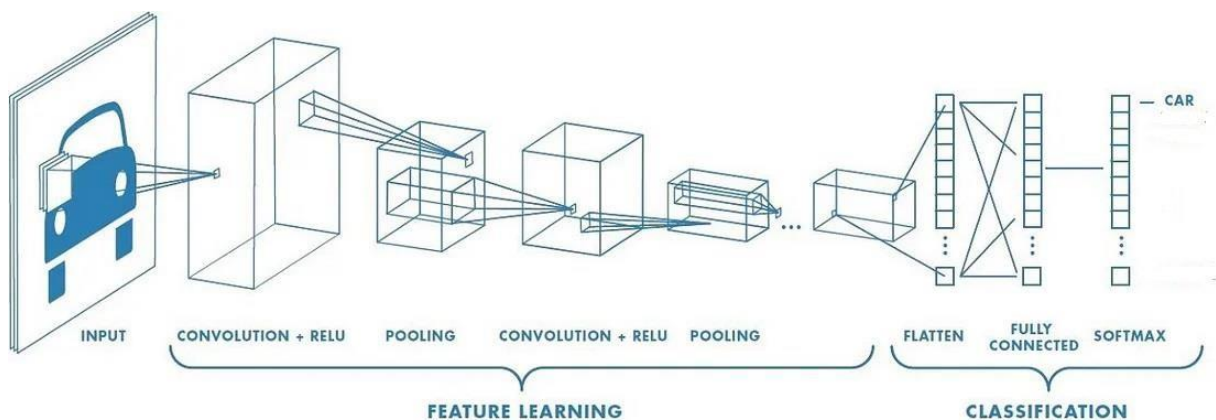 CAR
INPUT
CONVOLUTION + RELU
POOLING
CONVOLUTION + RELU
POOLING
FLATTEN
FULLY
CONNECTED
SOFTMAX
FEATURE LEARNING
CLASSIFICATION